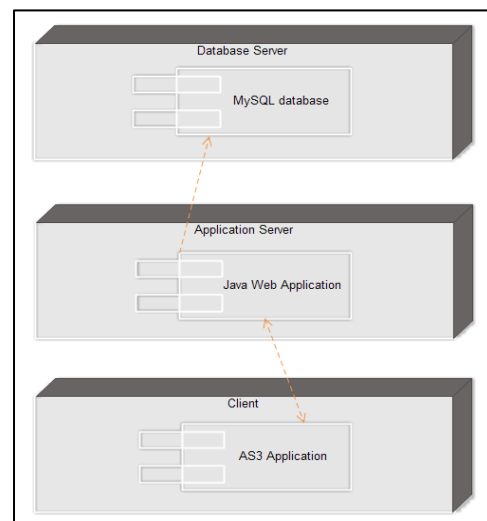 Database Server
MySQL database
Application Server
Java Web Application
Client
AS3 Application